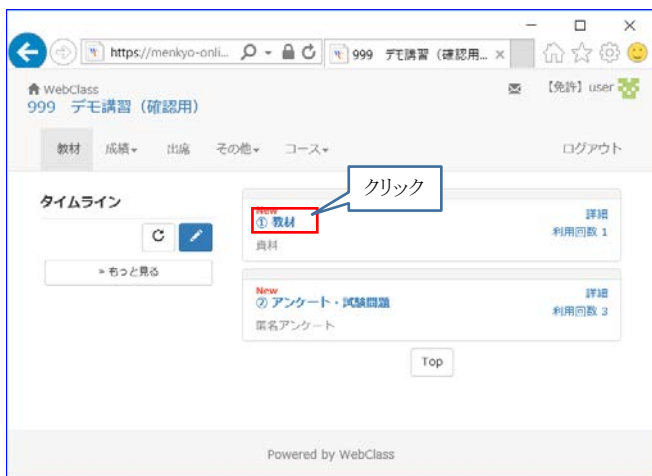 https://menkyo-onli...
999 デモ講習（確認用... ×
WebClass
【免許】user
999 デモ講習（確認用）
教材 成績 出席 その他 コース ログアウト
クリック
タイムライン
New
① 教材
詳細
利用回数 1
資料
» もっと見る
New
② アンケート・試験問題
詳細
利用回数 3
匿名アンケート
Top
Powered by WebClass